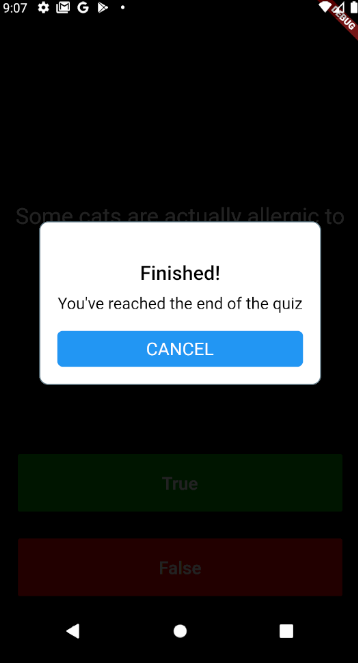 9:07
DEBUG
Some cats are actually allergic to
Finished!
You've reached the end of the quiz
CANCEL
True
False